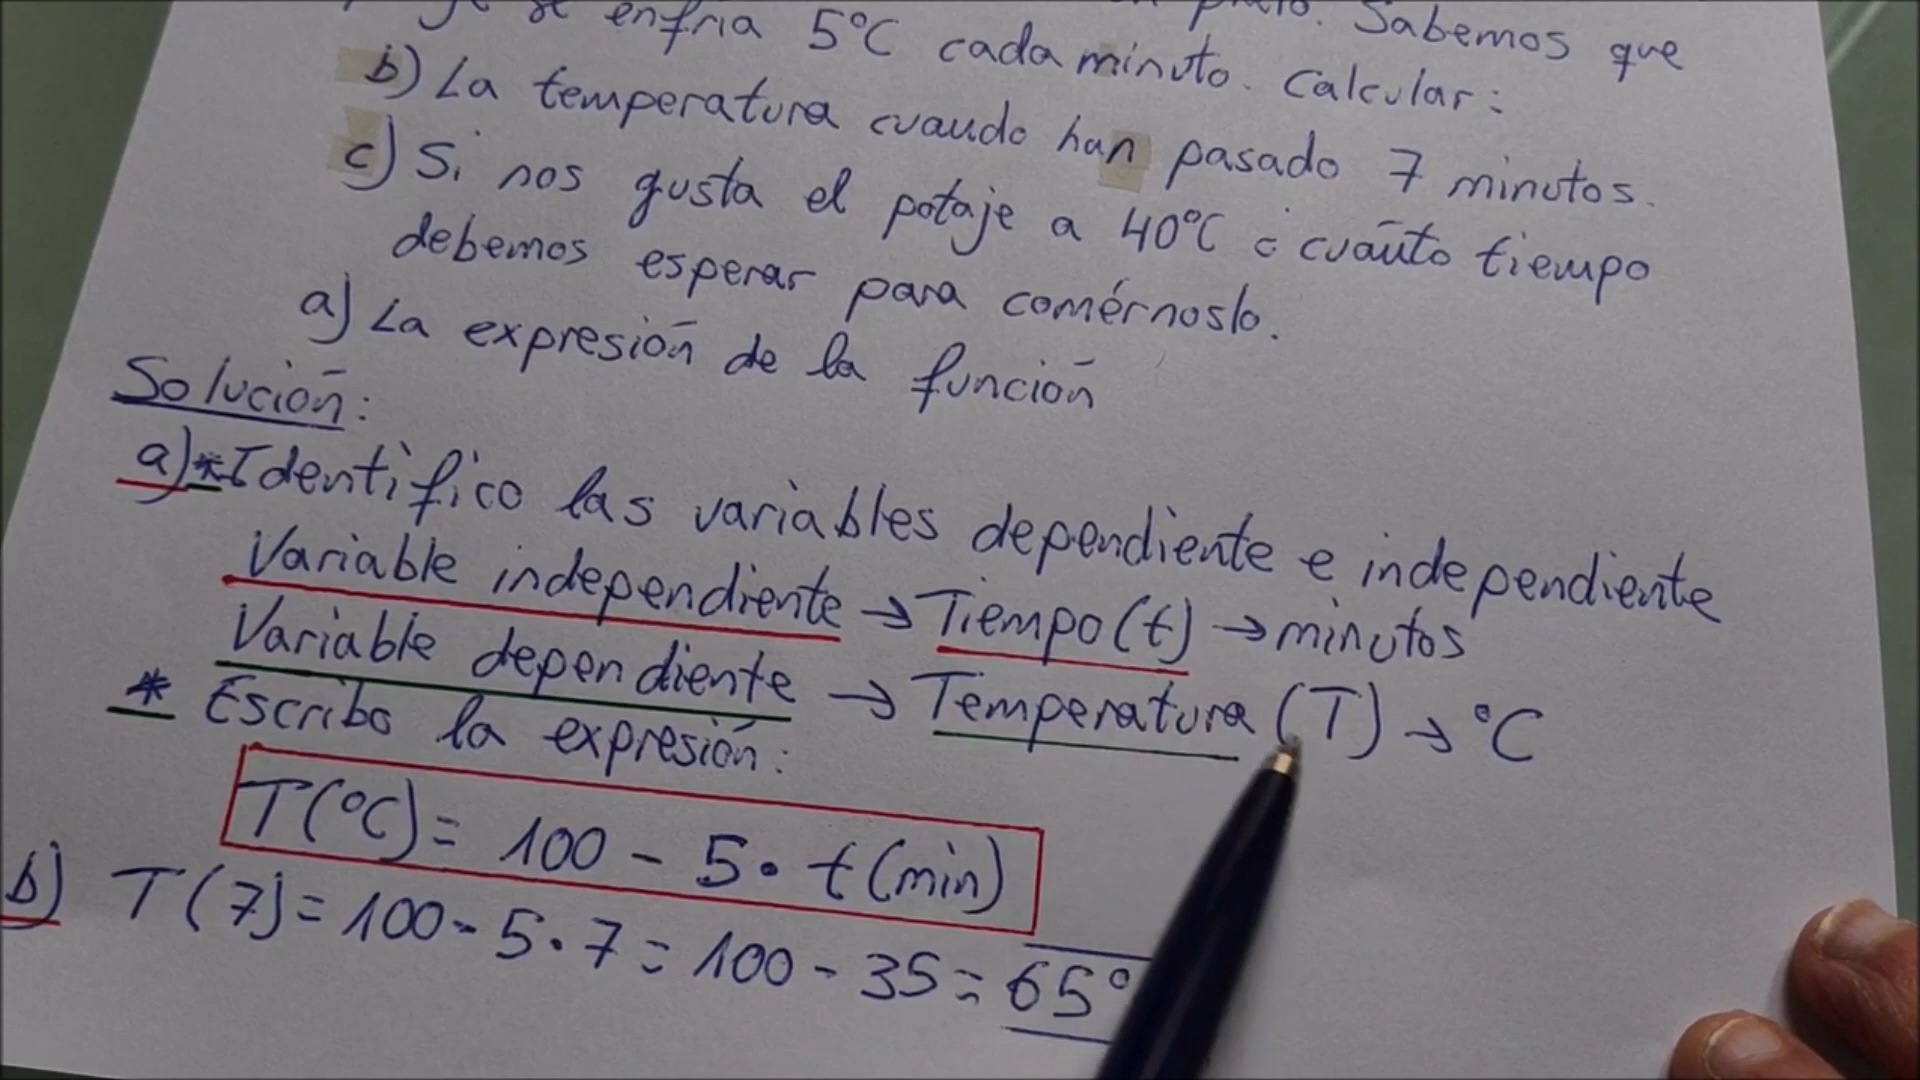 se enfría 5°C cada minuto. Sabemos que
Calcular:
b) La temperatura cuando han pasado 7 minutos.
c) Si nos gusta el potaje a 40°C ¿cuánto tiempo
debemos esperar para comérnoslo.
a) La expresión de la función
Solución:
a)*Identifico las variables dependiente e independiente
Variable independiente → Tiempo (t) → minutos
Variable dependiente → Temperatura (T) → °C
* Escribo la expresión:
T(°C) = 100 - 5 · t (min)
b) T(7) = 100 - 5 · 7 = 100 - 35 = 65°